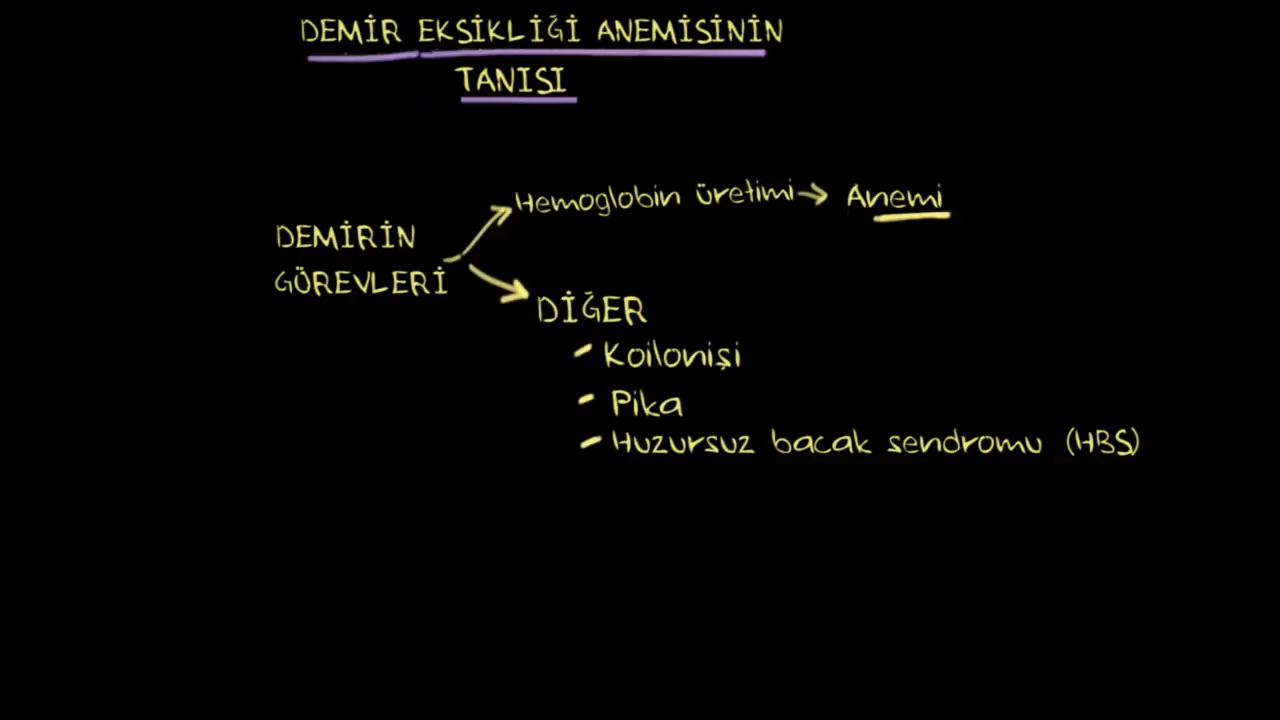 DEMİR EKSİKLİĞİ ANEMİSİNİN
TANISI
Hemoglobin üretimi → Anemi
DEMİRİN
GÖREVLERİ
DİĞER
- Koilonişi
- Pika
- Huzursuz bacak sendromu (HBS)